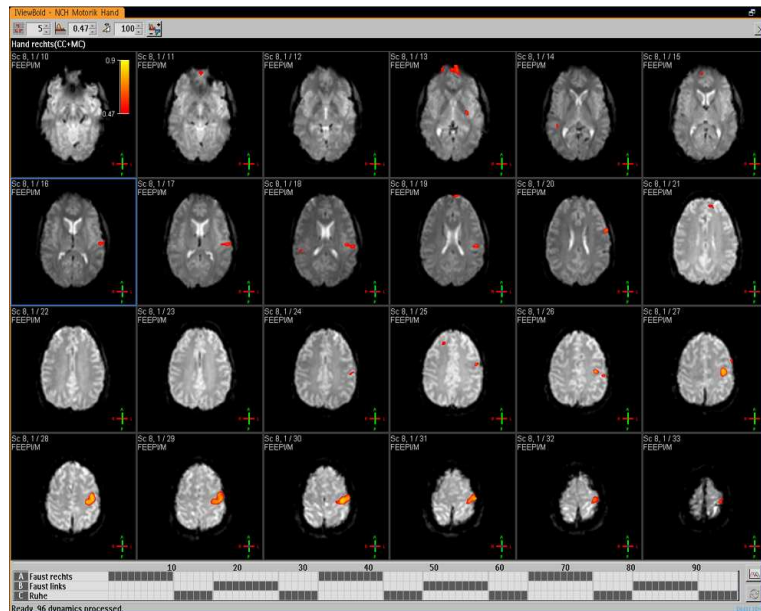 IViewBold - NCH Motorik Hand
5 0.47 100
Hand rechts(CC+MC)
Sc 8, 1 / 10
FEEPI/M
0.9
0.47
Sc 8, 1 / 11
FEEPI/M
Sc 8, 1 / 12
FEEPI/M
Sc 8, 1 / 13
FEEPI/M
Sc 8, 1 / 14
FEEPI/M
Sc 8, 1 / 15
FEEPI/M
Sc 8, 1 / 16
FEEPI/M
Sc 8, 1 / 17
FEEPI/M
Sc 8, 1 / 18
FEEPI/M
Sc 8, 1 / 19
FEEPI/M
Sc 8, 1 / 20
FEEPI/M
Sc 8, 1 / 21
FEEPI/M
Sc 8, 1 / 22
FEEPI/M
Sc 8, 1 / 23
FEEPI/M
Sc 8, 1 / 24
FEEPI/M
Sc 8, 1 / 25
FEEPI/M
Sc 8, 1 / 26
FEEPI/M
Sc 8, 1 / 27
FEEPI/M
Sc 8, 1 / 28
FEEPI/M
Sc 8, 1 / 29
FEEPI/M
Sc 8, 1 / 30
FEEPI/M
Sc 8, 1 / 31
FEEPI/M
Sc 8, 1 / 32
FEEPI/M
Sc 8, 1 / 33
FEEPI/M
10 20 30 40 50 60 70 80 90
A Faust rechts
B Faust links
C Ruhe
Ready. 96 dynamics processed.